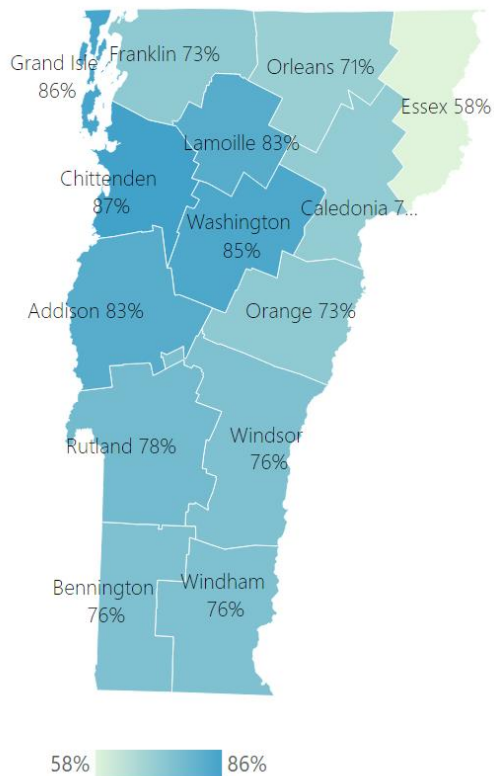 Franklin 73%
Grand Isle
86%
Orleans 71%
Essex 58%
Lamoille 83%
Chittenden
87%
Caledonia 7...
Washington
85%
Addison 83%
Orange 73%
Rutland 78%
Windsor
76%
Bennington
76%
Windham
76%
58%
86%